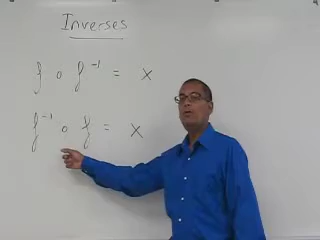 Inverses
f ∘ f⁻¹ = x
f⁻¹ ∘ f = x